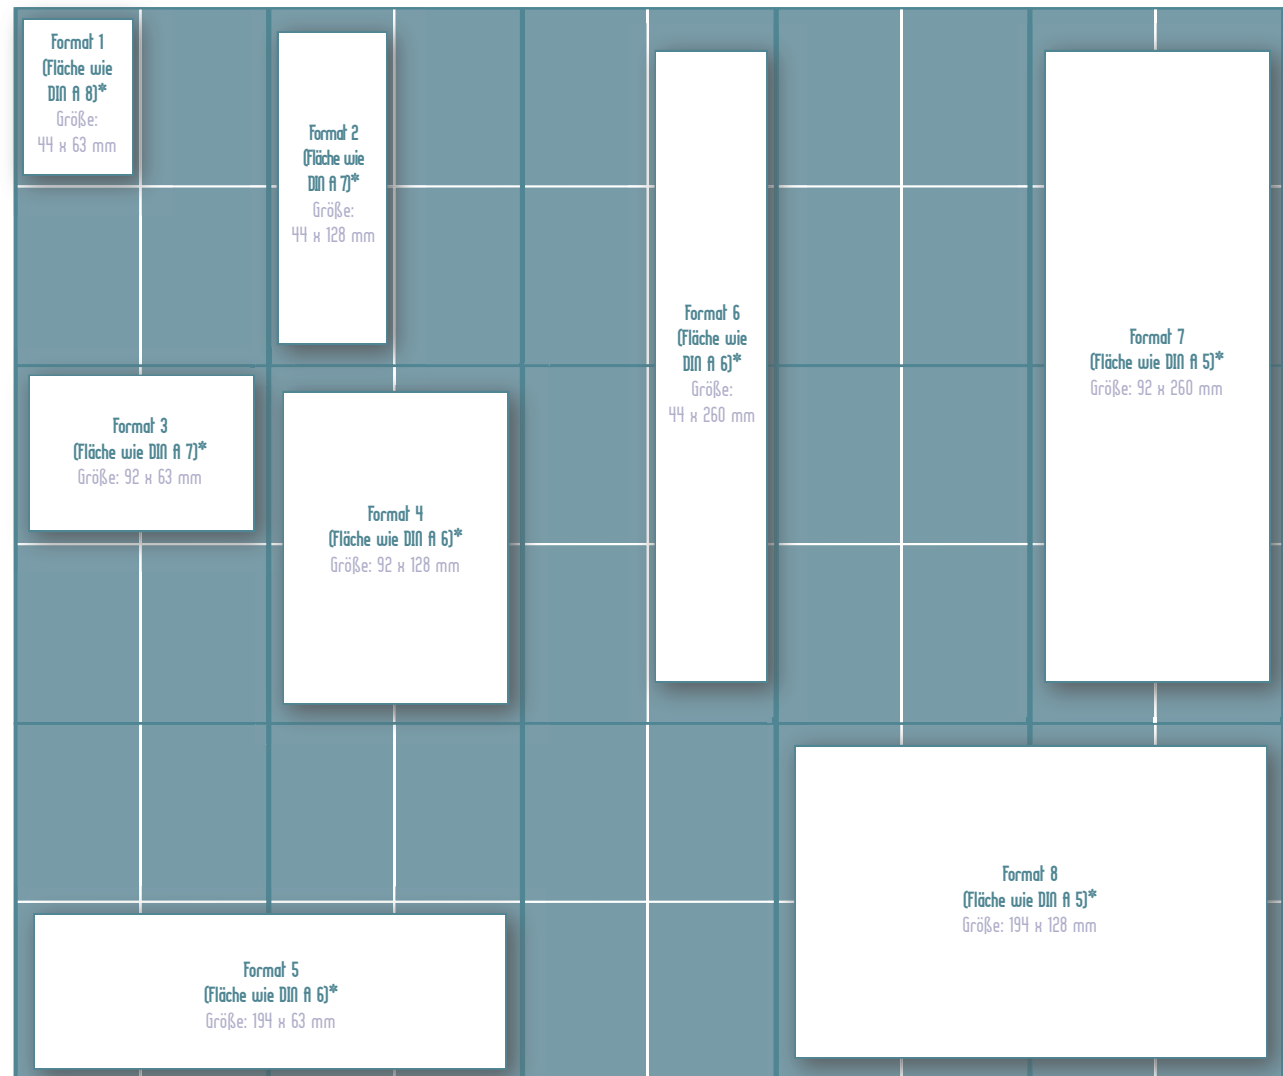 Format 1
(Fläche wie
DIN A 8)*
Größe:
44 x 63 mm
Format 2
(Fläche wie
DIN A 7)*
Größe:
44 x 128 mm
Format 3
(Fläche wie DIN A 7)*
Größe: 92 x 63 mm
Format 4
(Fläche wie DIN A 6)*
Größe: 92 x 128 mm
Format 5
(Fläche wie DIN A 6)*
Größe: 194 x 63 mm
Format 6
(Fläche wie
DIN A 6)*
Größe:
44 x 260 mm
Format 7
(Fläche wie DIN A 5)*
Größe: 92 x 260 mm
Format 8
(Fläche wie DIN A 5)*
Größe: 194 x 128 mm